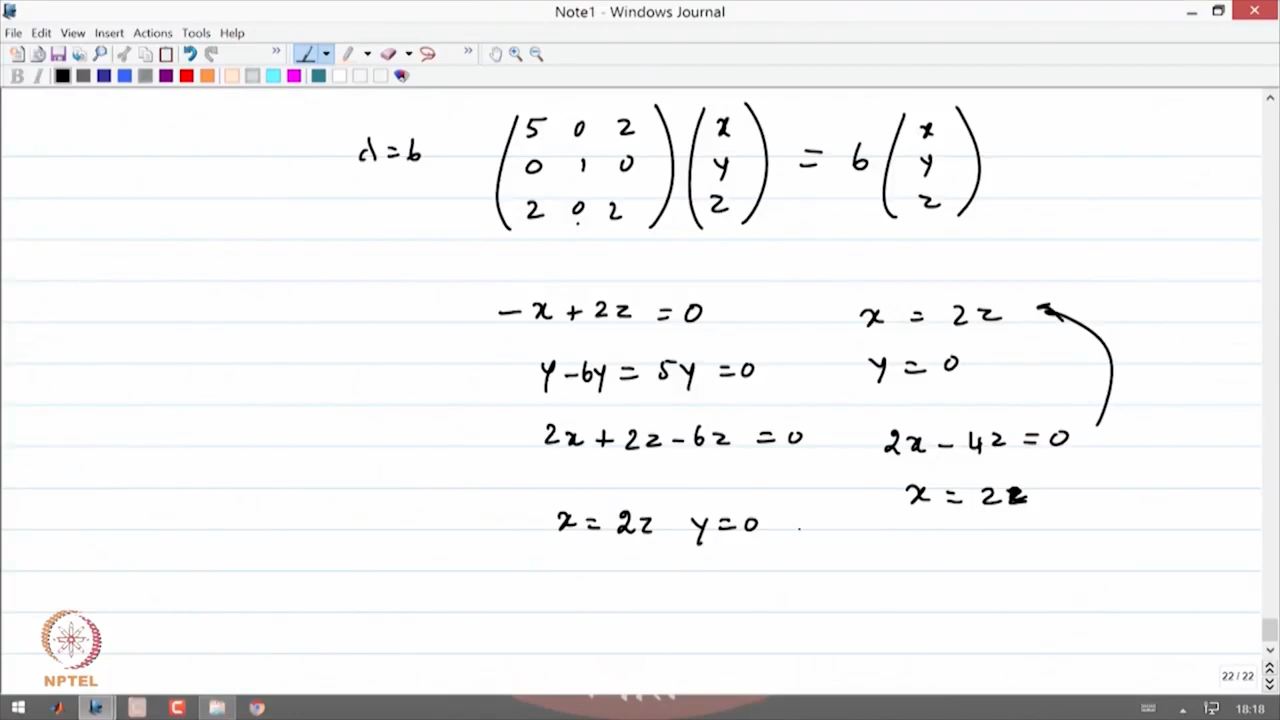 Note1 - Windows Journal
File Edit View Insert Actions Tools Help
λ = 6 ( 5 0 2 ) ( x ) = 6 ( x )
( 0 1 0 ) ( y ) ( y )
( 2 0 2 ) ( z ) ( z )
- x + 2z = 0 x = 2z
y - 6y = 5y = 0 y = 0
2x + 2z - 6z = 0 2x - 4z = 0
x = 2z
x = 2z y = 0
NPTEL
22 / 22
18:18